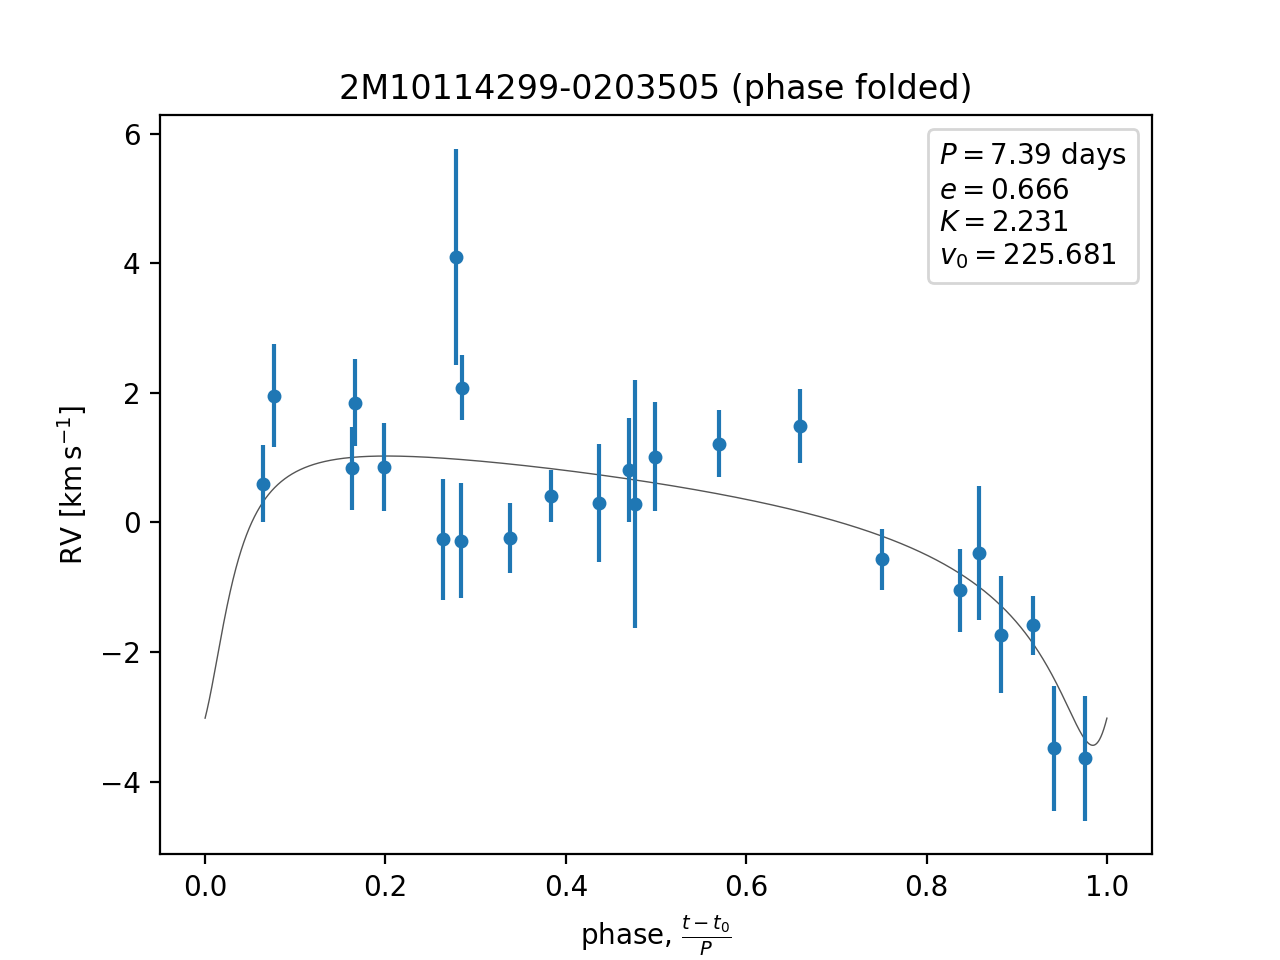 2M10114299-0203505 (phase folded)
P = 7.39 days
e = 0.666
K = 2.231
v₀ = 225.681
6
4
2
0
−2
−4
RV [km s⁻¹]
0.0 0.2 0.4 0.6 0.8 1.0
phase, (t − t₀)/P